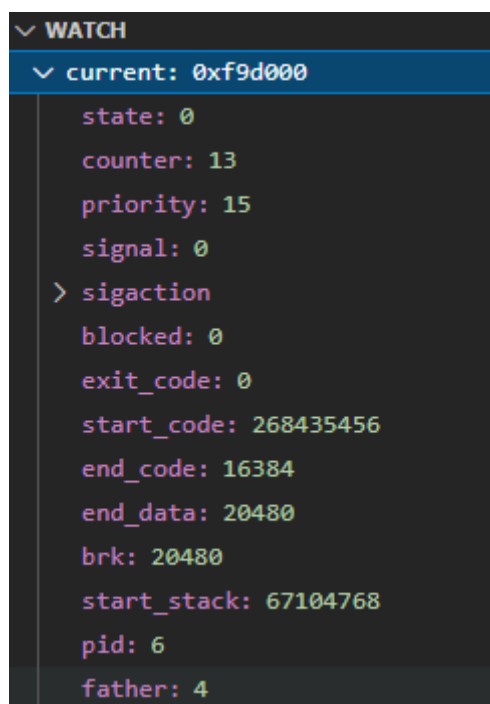 WATCH
current: 0xf9d000
state: 0
counter: 13
priority: 15
signal: 0
sigaction
blocked: 0
exit_code: 0
start_code: 268435456
end_code: 16384
end_data: 20480
brk: 20480
start_stack: 67104768
pid: 6
father: 4